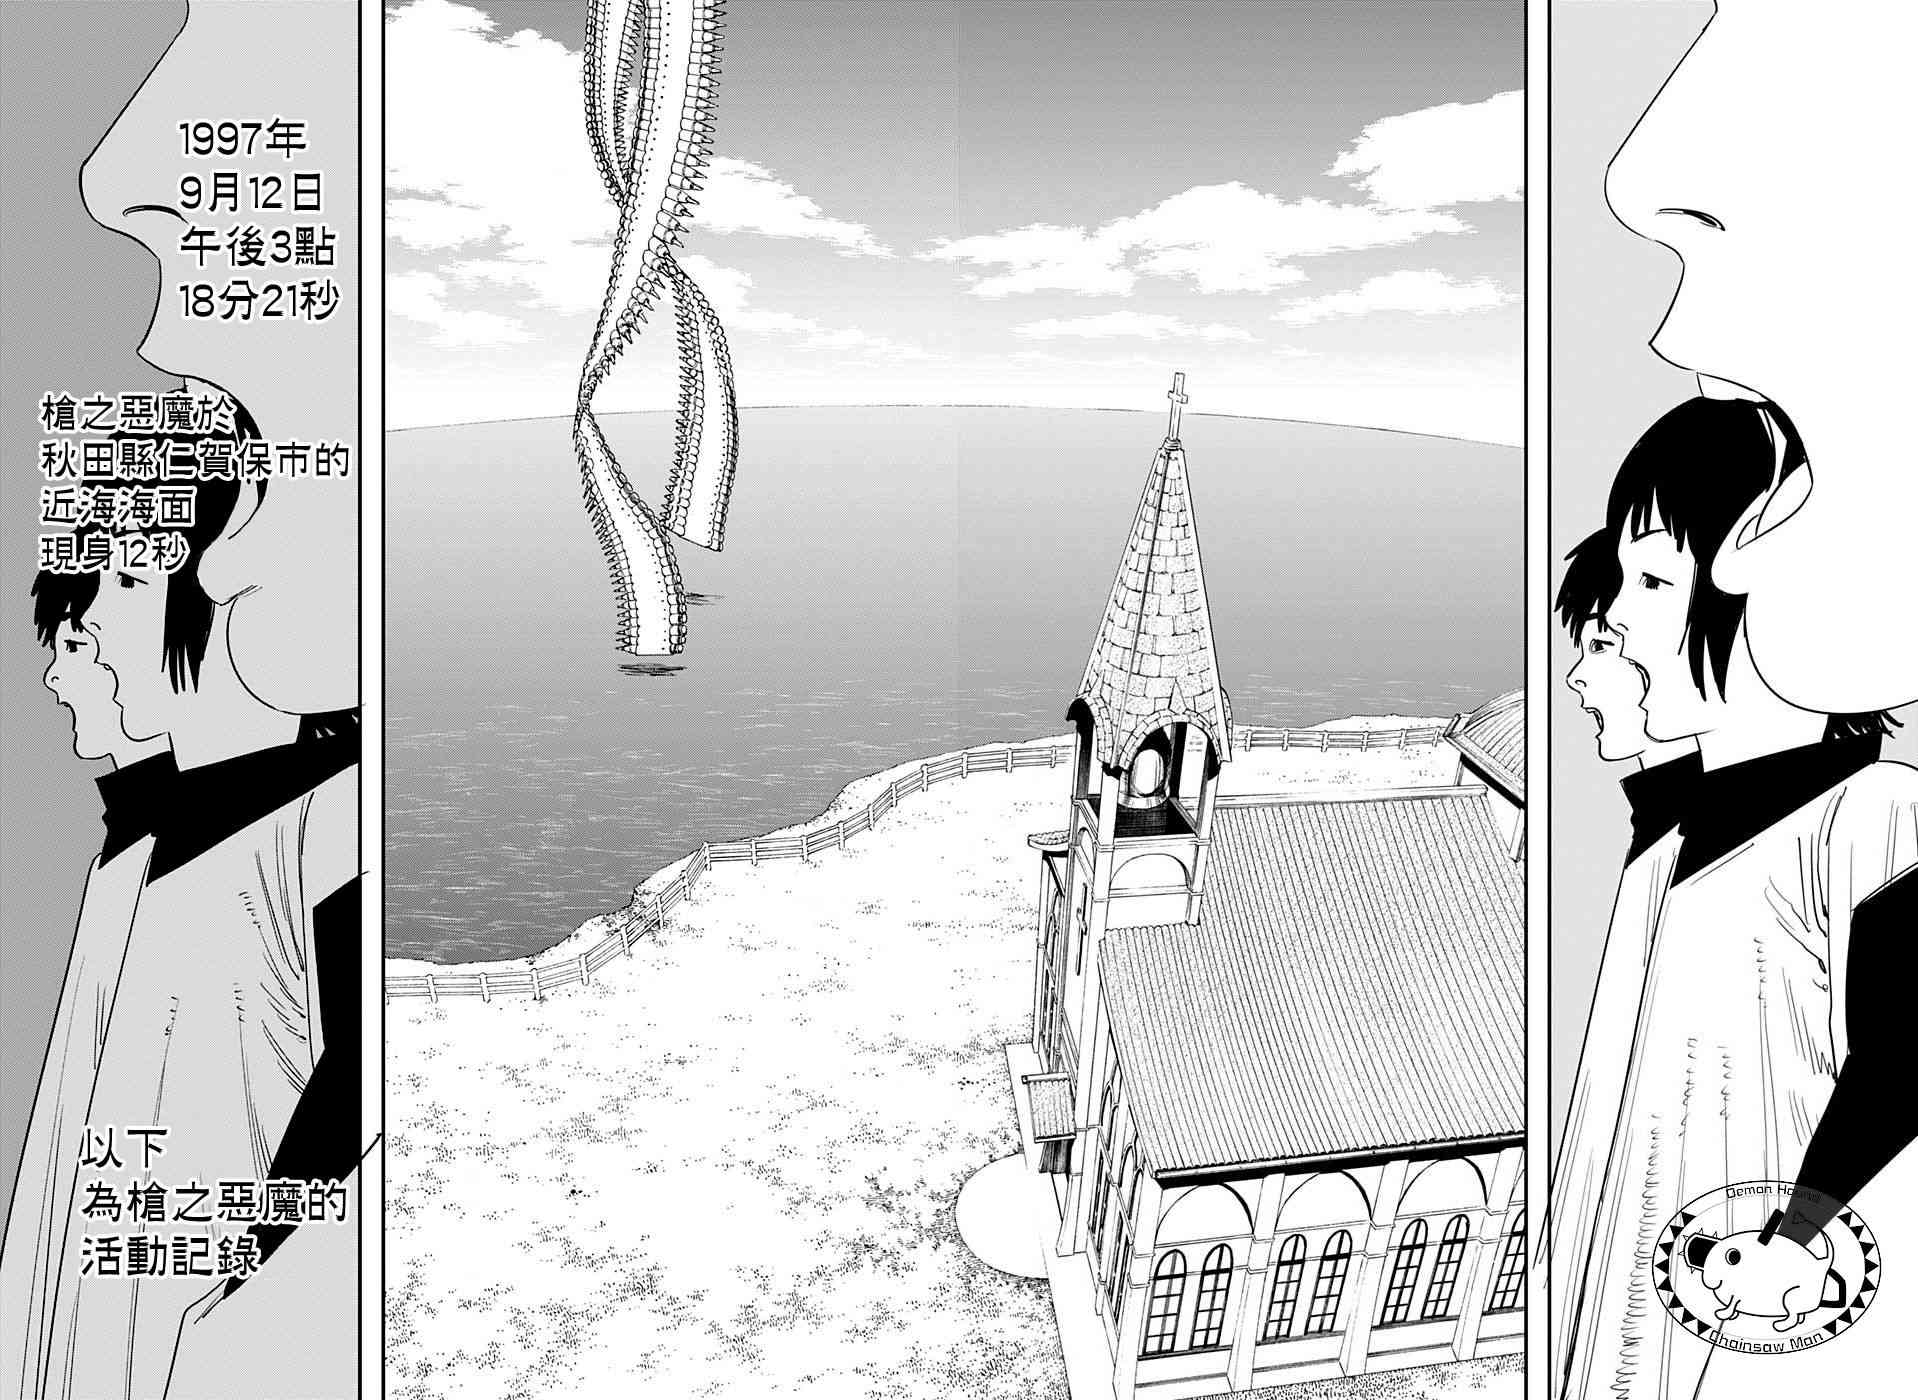 1997年
9月12日
午後3點
18分21秒
槍之惡魔於
秋田縣仁賀保市的
近海海面
現身12秒
以下
為槍之惡魔的
活動記錄
Demon Hound
Chainsaw Man